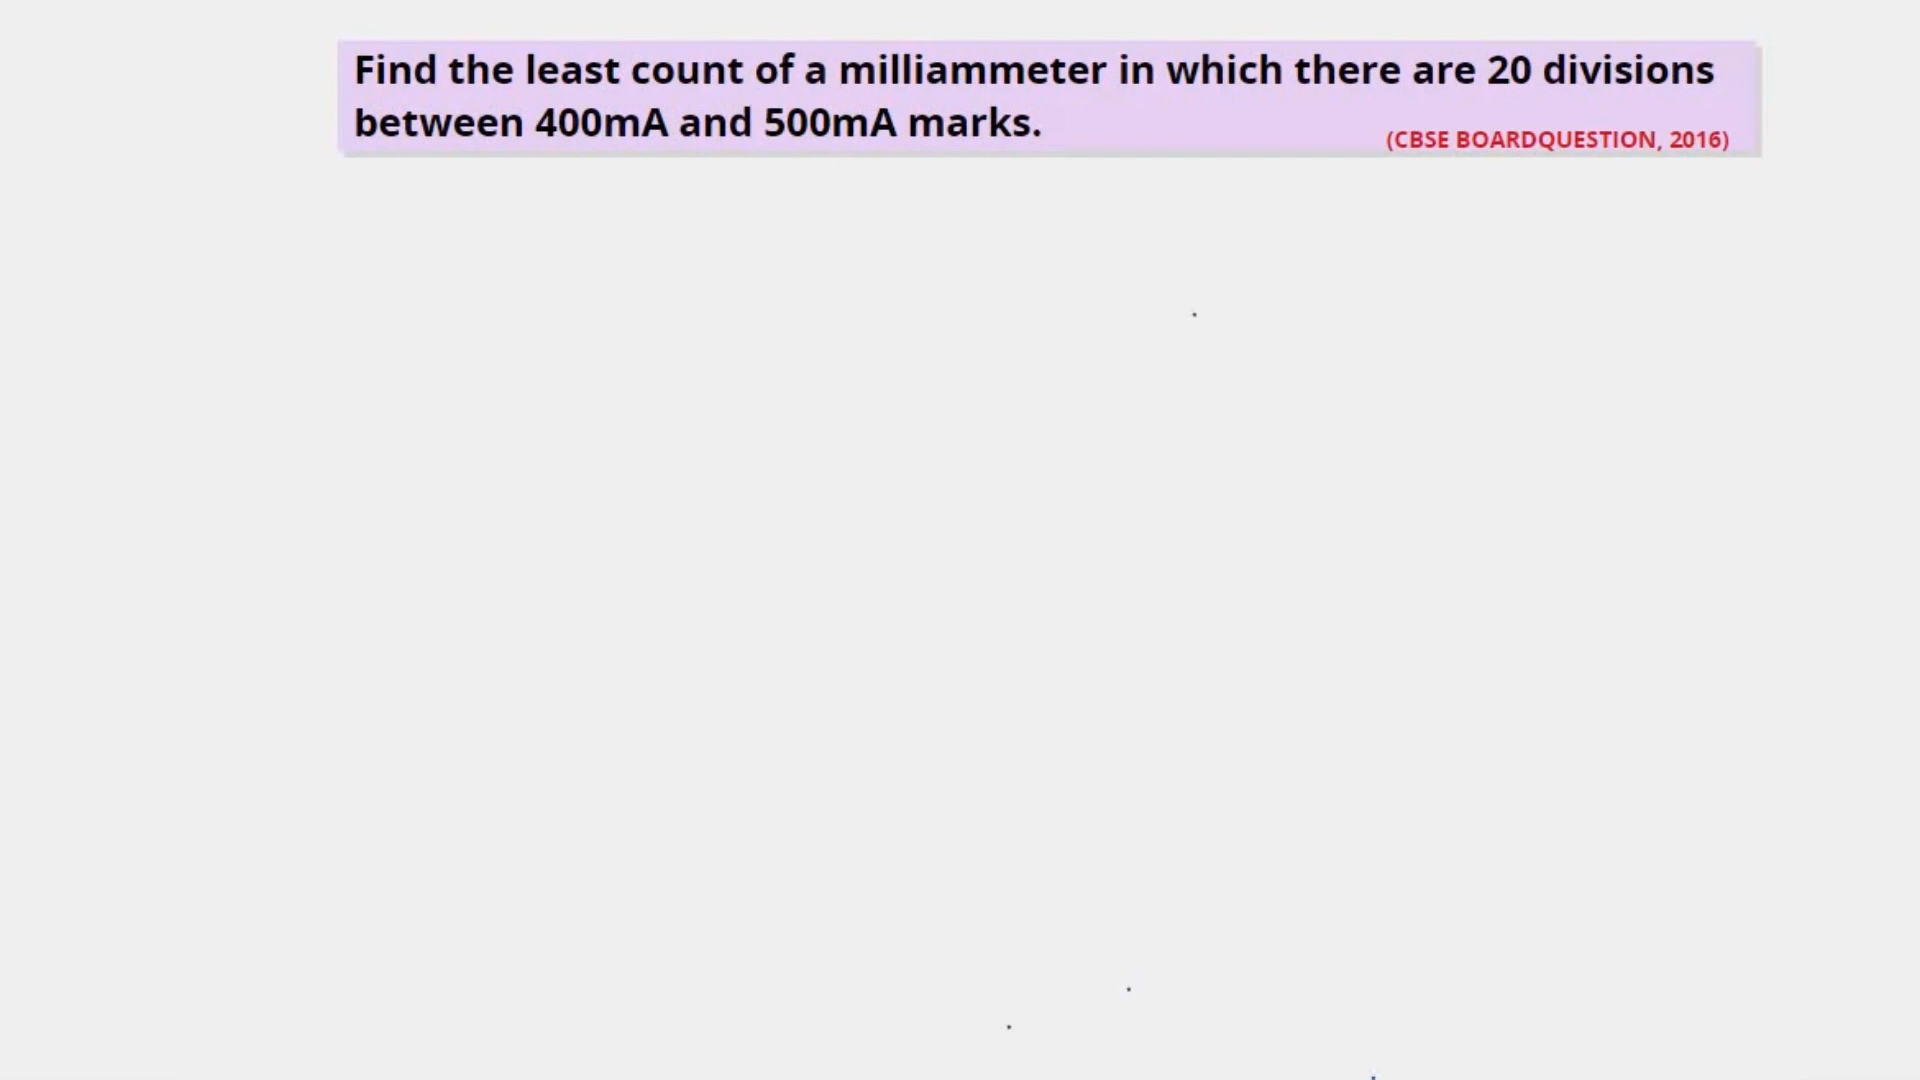 Find the least count of a milliammeter in which there are 20 divisions
between 400mA and 500mA marks.
(CBSE BOARDQUESTION, 2016)